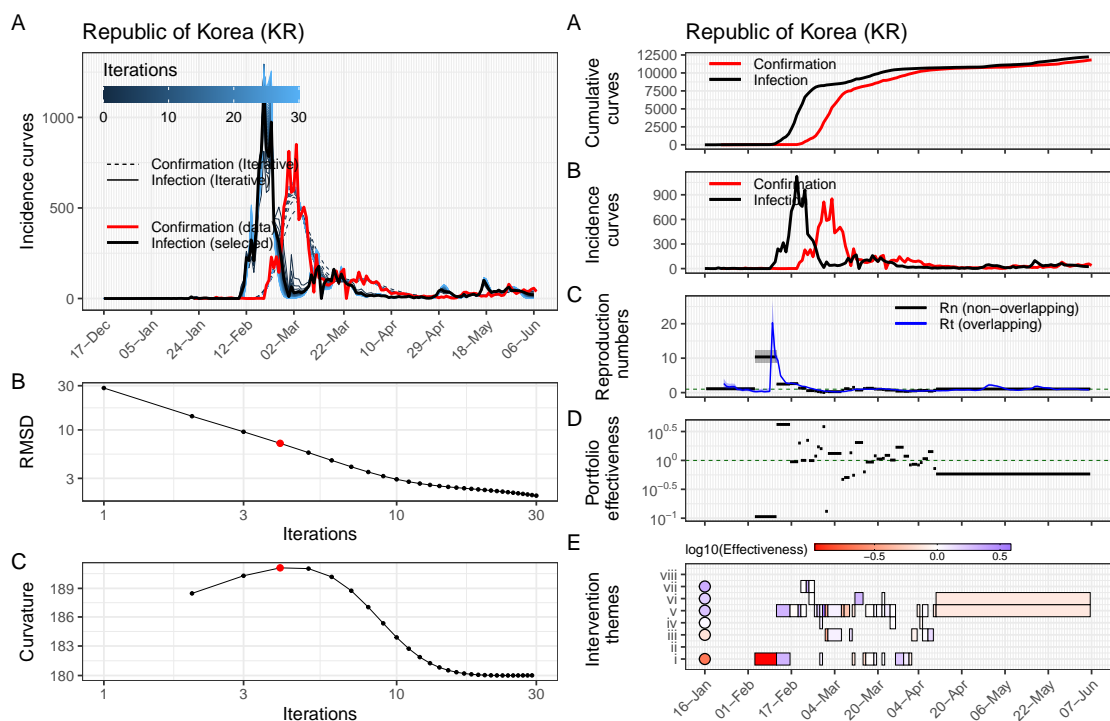 A
Republic of Korea (KR)
Iterations
0 10 20 30
Confirmation (Iterative)
Infection (Iterative)
Confirmation (data)
Infection (selected)
Incidence curves
1000
500
0
17−Dec 05−Jan 24−Jan 12−Feb 02−Mar 22−Mar 10−Apr 29−Apr 18−May 06−Jun
B
RMSD
30
10
3
1 3 10 30
Iterations
C
Curvature
189
186
183
180
1 3 10 30
Iterations
A
Republic of Korea (KR)
Cumulative
curves
12500
10000
7500
5000
2500
0
Confirmation
Infection
B
Incidence
curves
900
600
300
0
Confirmation
Infection
C
Reproduction
numbers
20
10
0
Rn (non−overlapping)
Rt (overlapping)
D
Portfolio
effectiveness
10^0.5
10^0
10^−0.5
10^−1
E
log10(Effectiveness)
−0.5 0.0 0.5
Intervention
themes
viii
vii
vi
v
iv
iii
ii
i
16−Jan 01−Feb 17−Feb 04−Mar 20−Mar 04−Apr 20−Apr 06−May 22−May 07−Jun